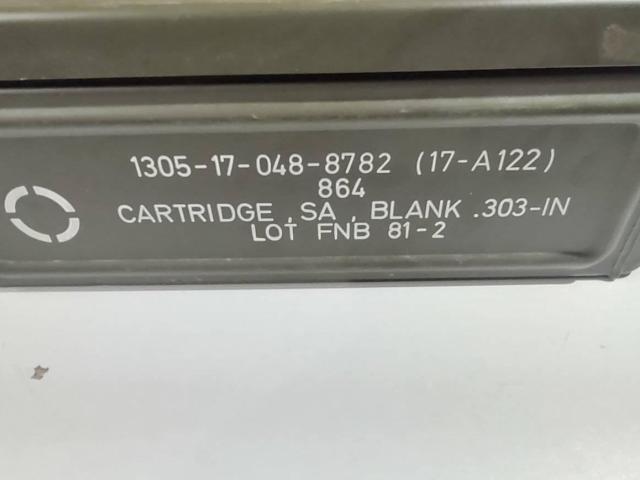 1305-17-048-8782 (17-A122)
864
CARTRIDGE , SA , BLANK .303-IN
LOT FNB 81-2